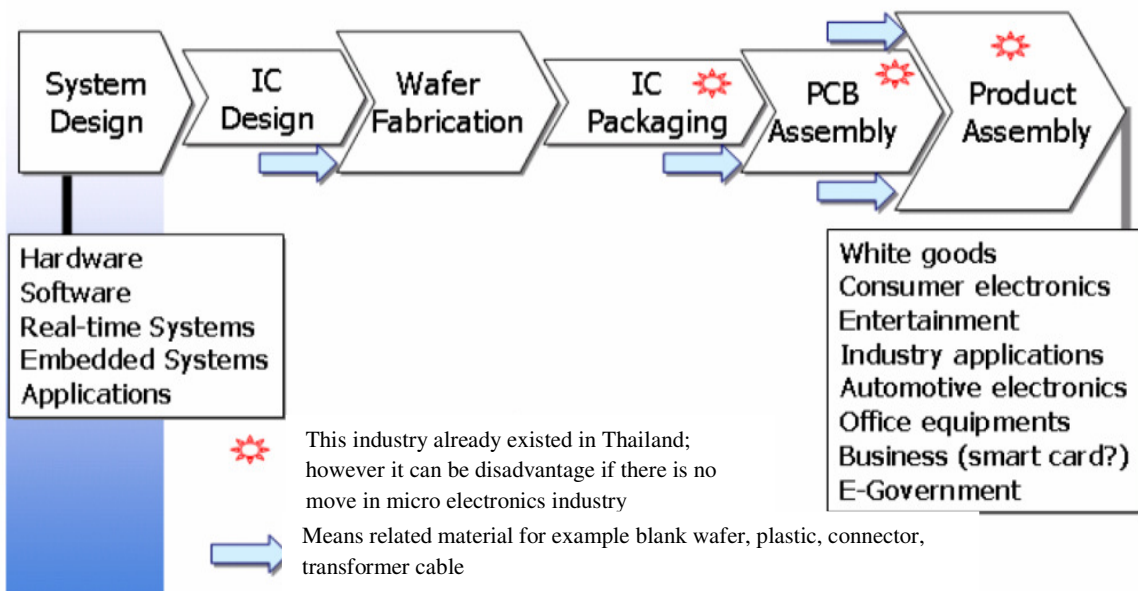 System
Design
IC
Design
Wafer
Fabrication
IC
Packaging
PCB
Assembly
Product
Assembly
Hardware
Software
Real-time Systems
Embedded Systems
Applications
White goods
Consumer electronics
Entertainment
Industry applications
Automotive electronics
Office equipments
Business (smart card?)
E-Government
This industry already existed in Thailand;
however it can be disadvantage if there is no
move in micro electronics industry
Means related material for example blank wafer, plastic, connector,
transformer cable